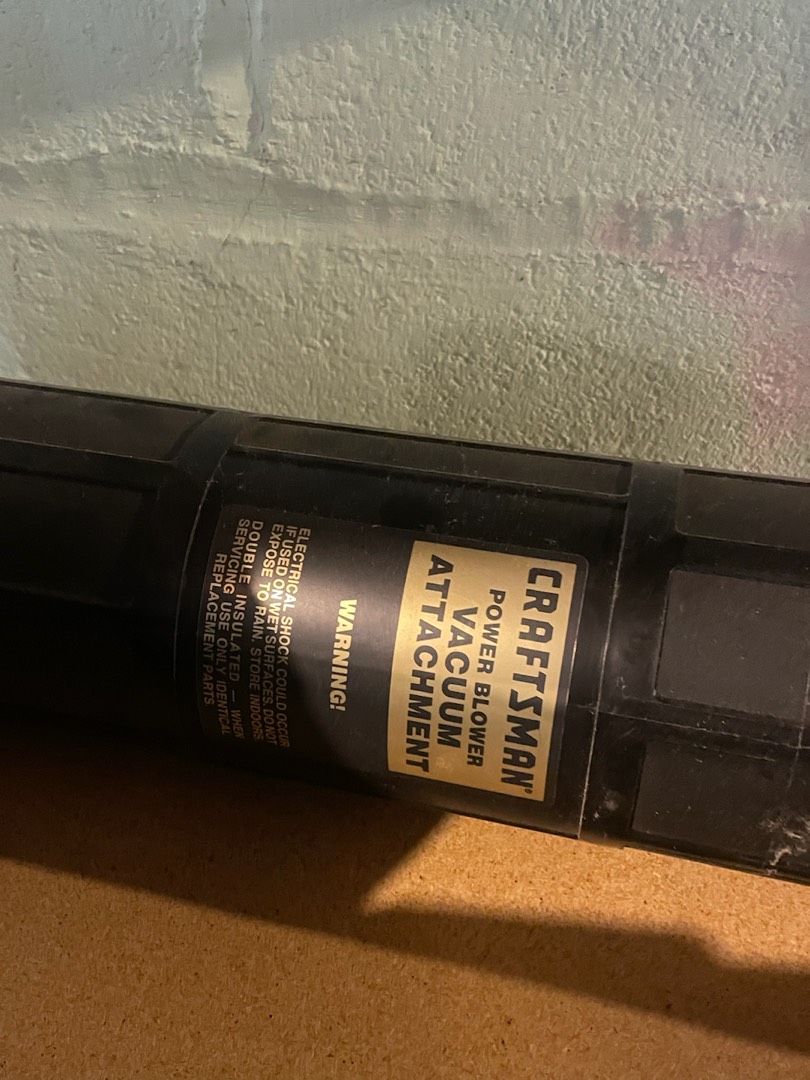 CRAFTSMAN®
POWER BLOWER
VACUUM
ATTACHMENT
WARNING!
ELECTRICAL SHOCK COULD OCCUR
IF USED ON WET SURFACES. DO NOT
EXPOSE TO RAIN. STORE INDOORS.
DOUBLE INSULATED — WHEN
SERVICING USE ONLY IDENTICAL
REPLACEMENT PARTS